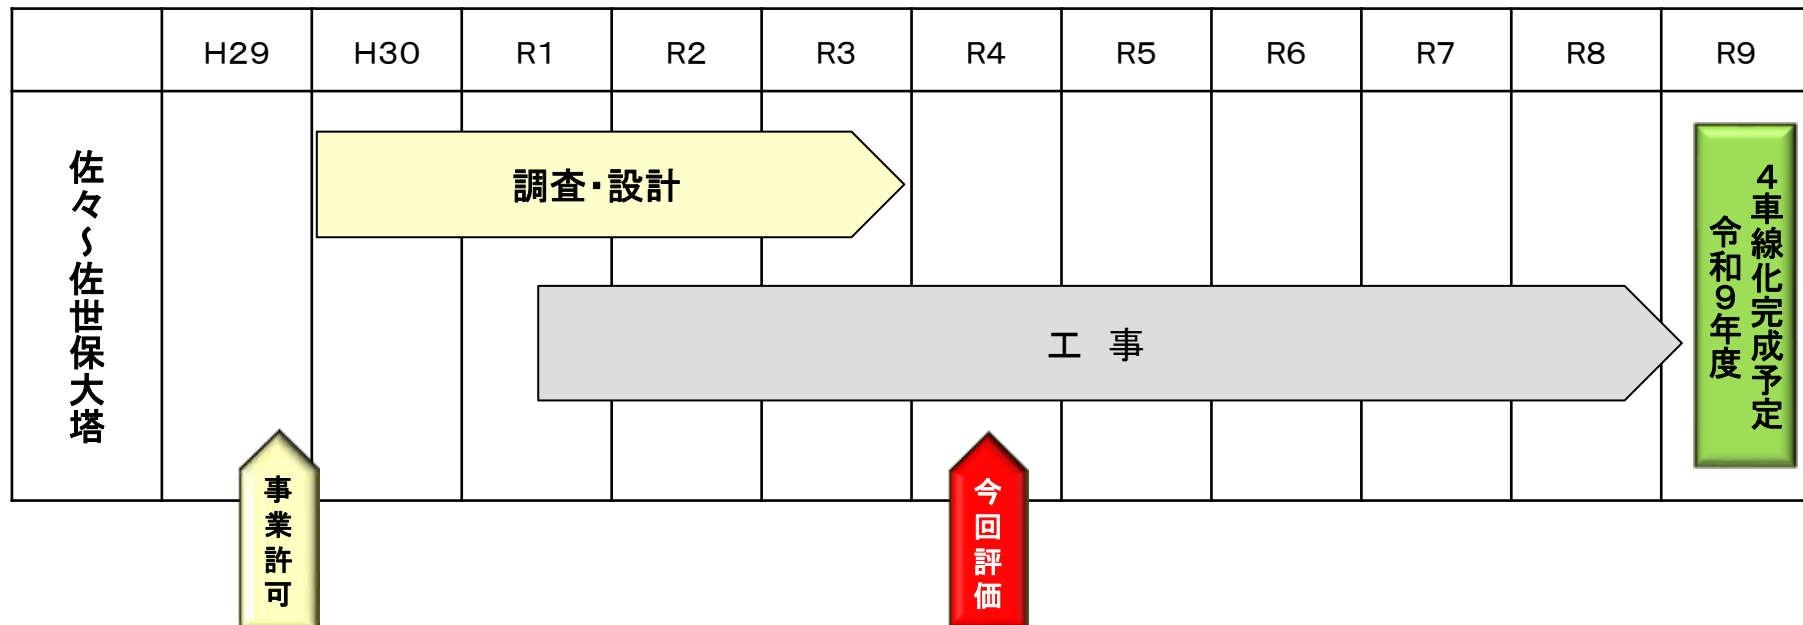 H29 H30 R1 R2 R3 R4 R5 R6 R7 R8 R9
佐々～佐世保大塔
調査・設計
工 事
4車線化完成予定
令和9年度
事業許可
今回評価